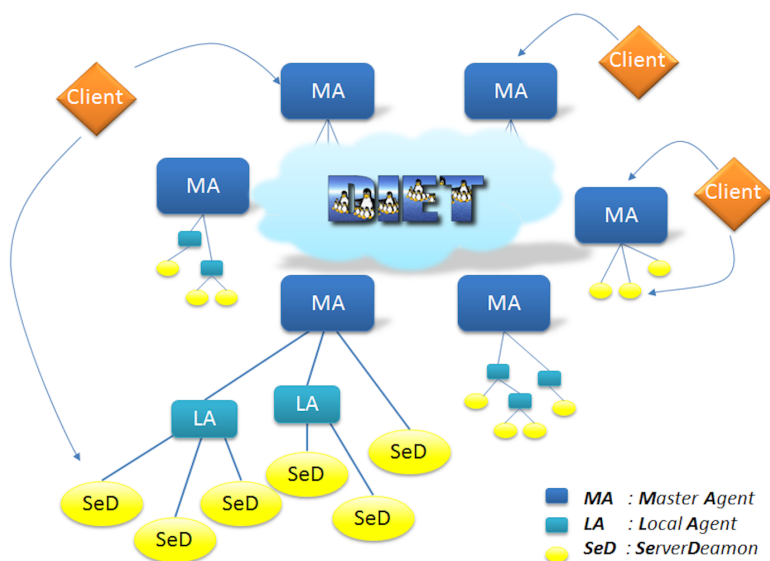 MA
MA
Client
Client
DIET
MA
Client
MA
MA
MA
LA
LA
SeD
SeD
SeD
SeD
SeD
SeD
MA : Master Agent
LA : Local Agent
SeD : ServerDeamon